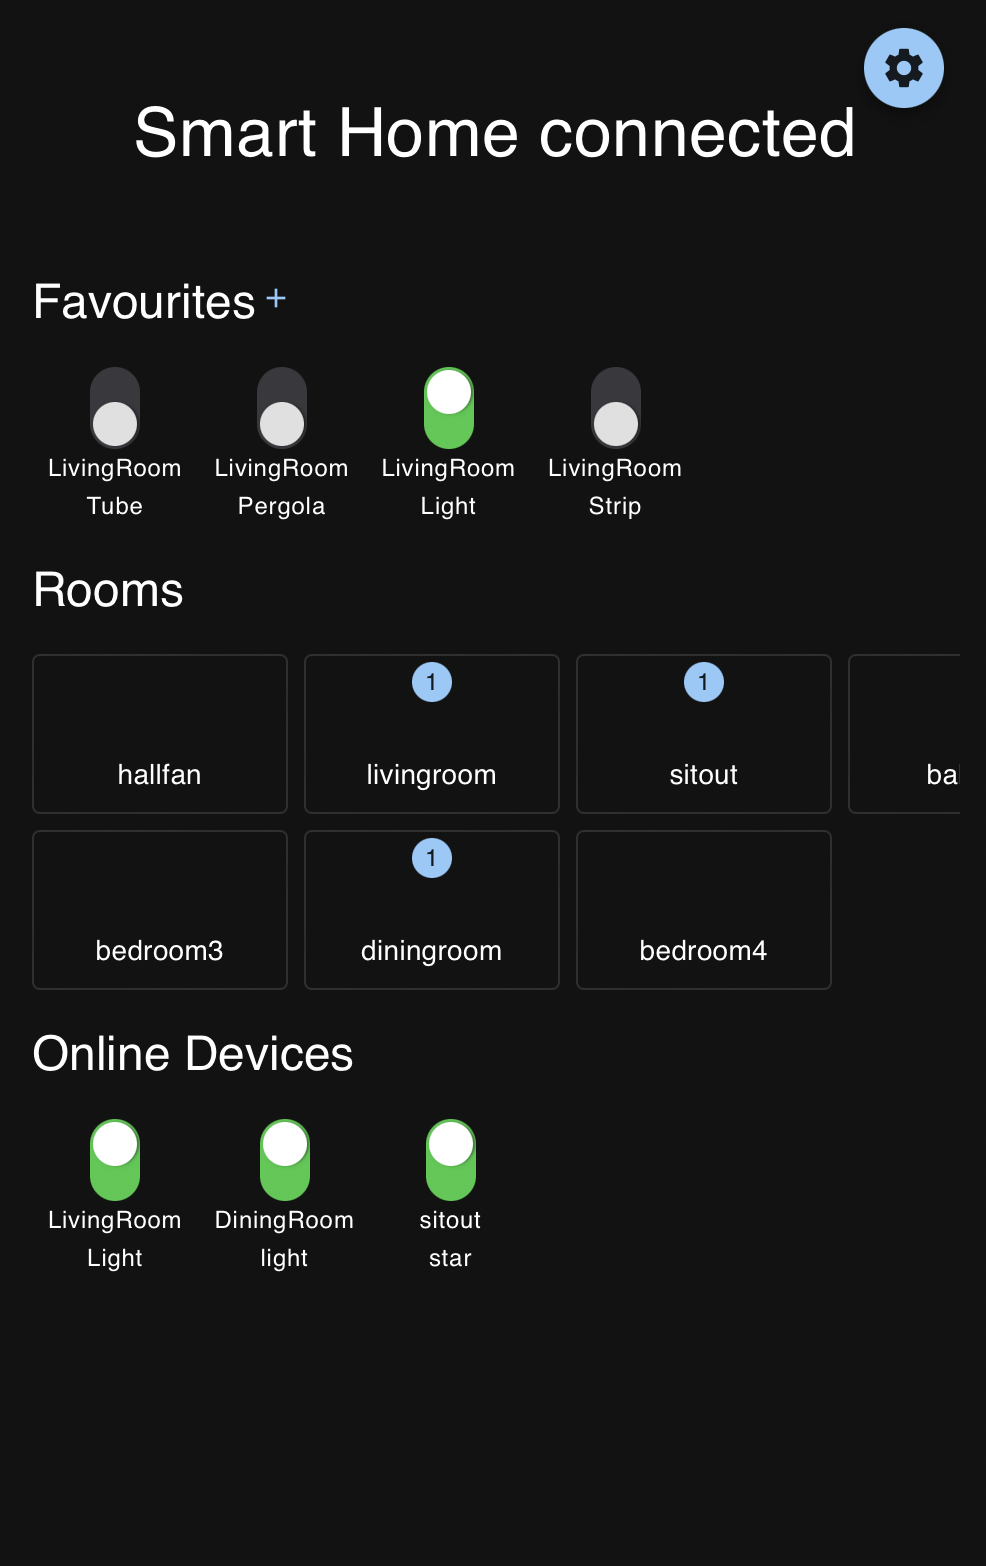 Smart Home connected
Favourites +
LivingRoom Tube
LivingRoom Pergola
LivingRoom Light
LivingRoom Strip
Rooms
1
1
hallfan
livingroom
sitout
1
bedroom3
diningroom
bedroom4
Online Devices
LivingRoom Light
DiningRoom light
sitout star